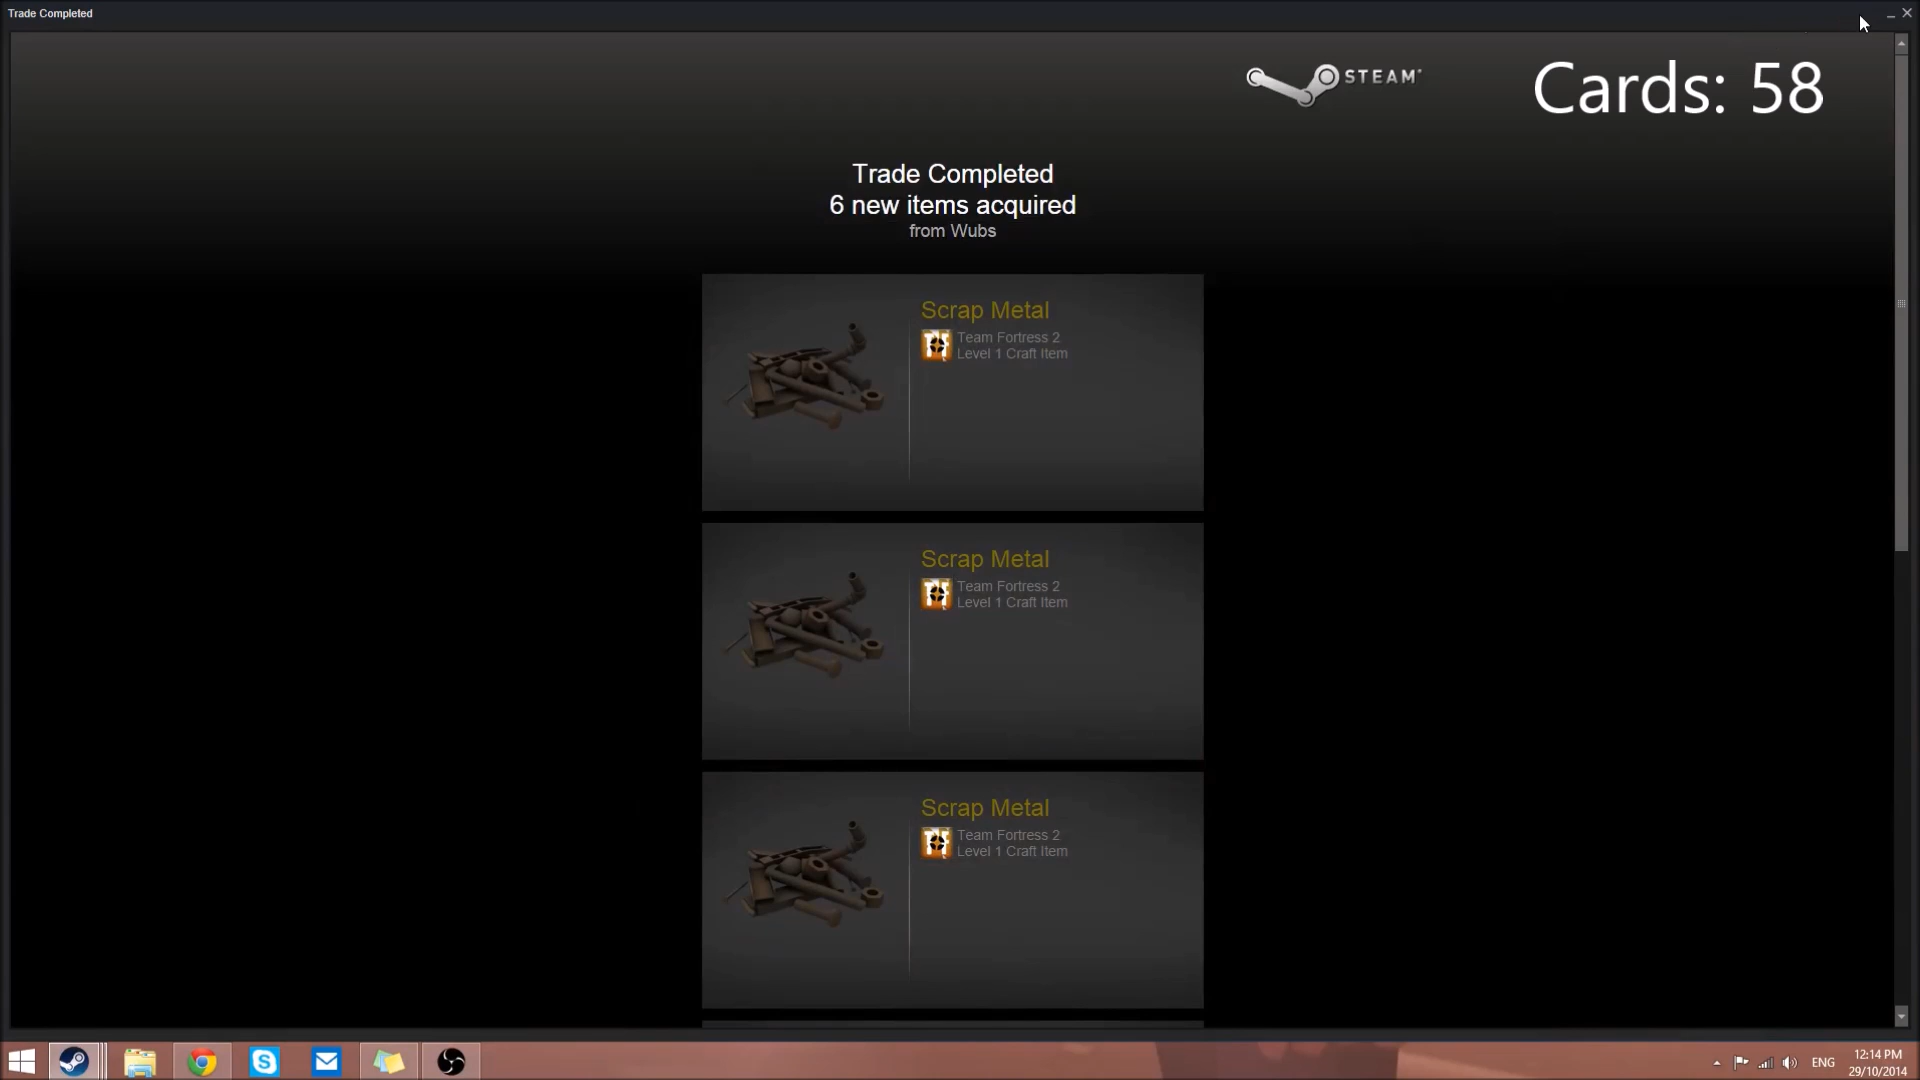 Trade Completed
STEAM
Cards: 58
Trade Completed
6 new items acquired
from Wubs
Scrap Metal
Team Fortress 2
Level 1 Craft Item
Scrap Metal
Team Fortress 2
Level 1 Craft Item
Scrap Metal
Team Fortress 2
Level 1 Craft Item
ENG
12:14 PM
29/10/2014